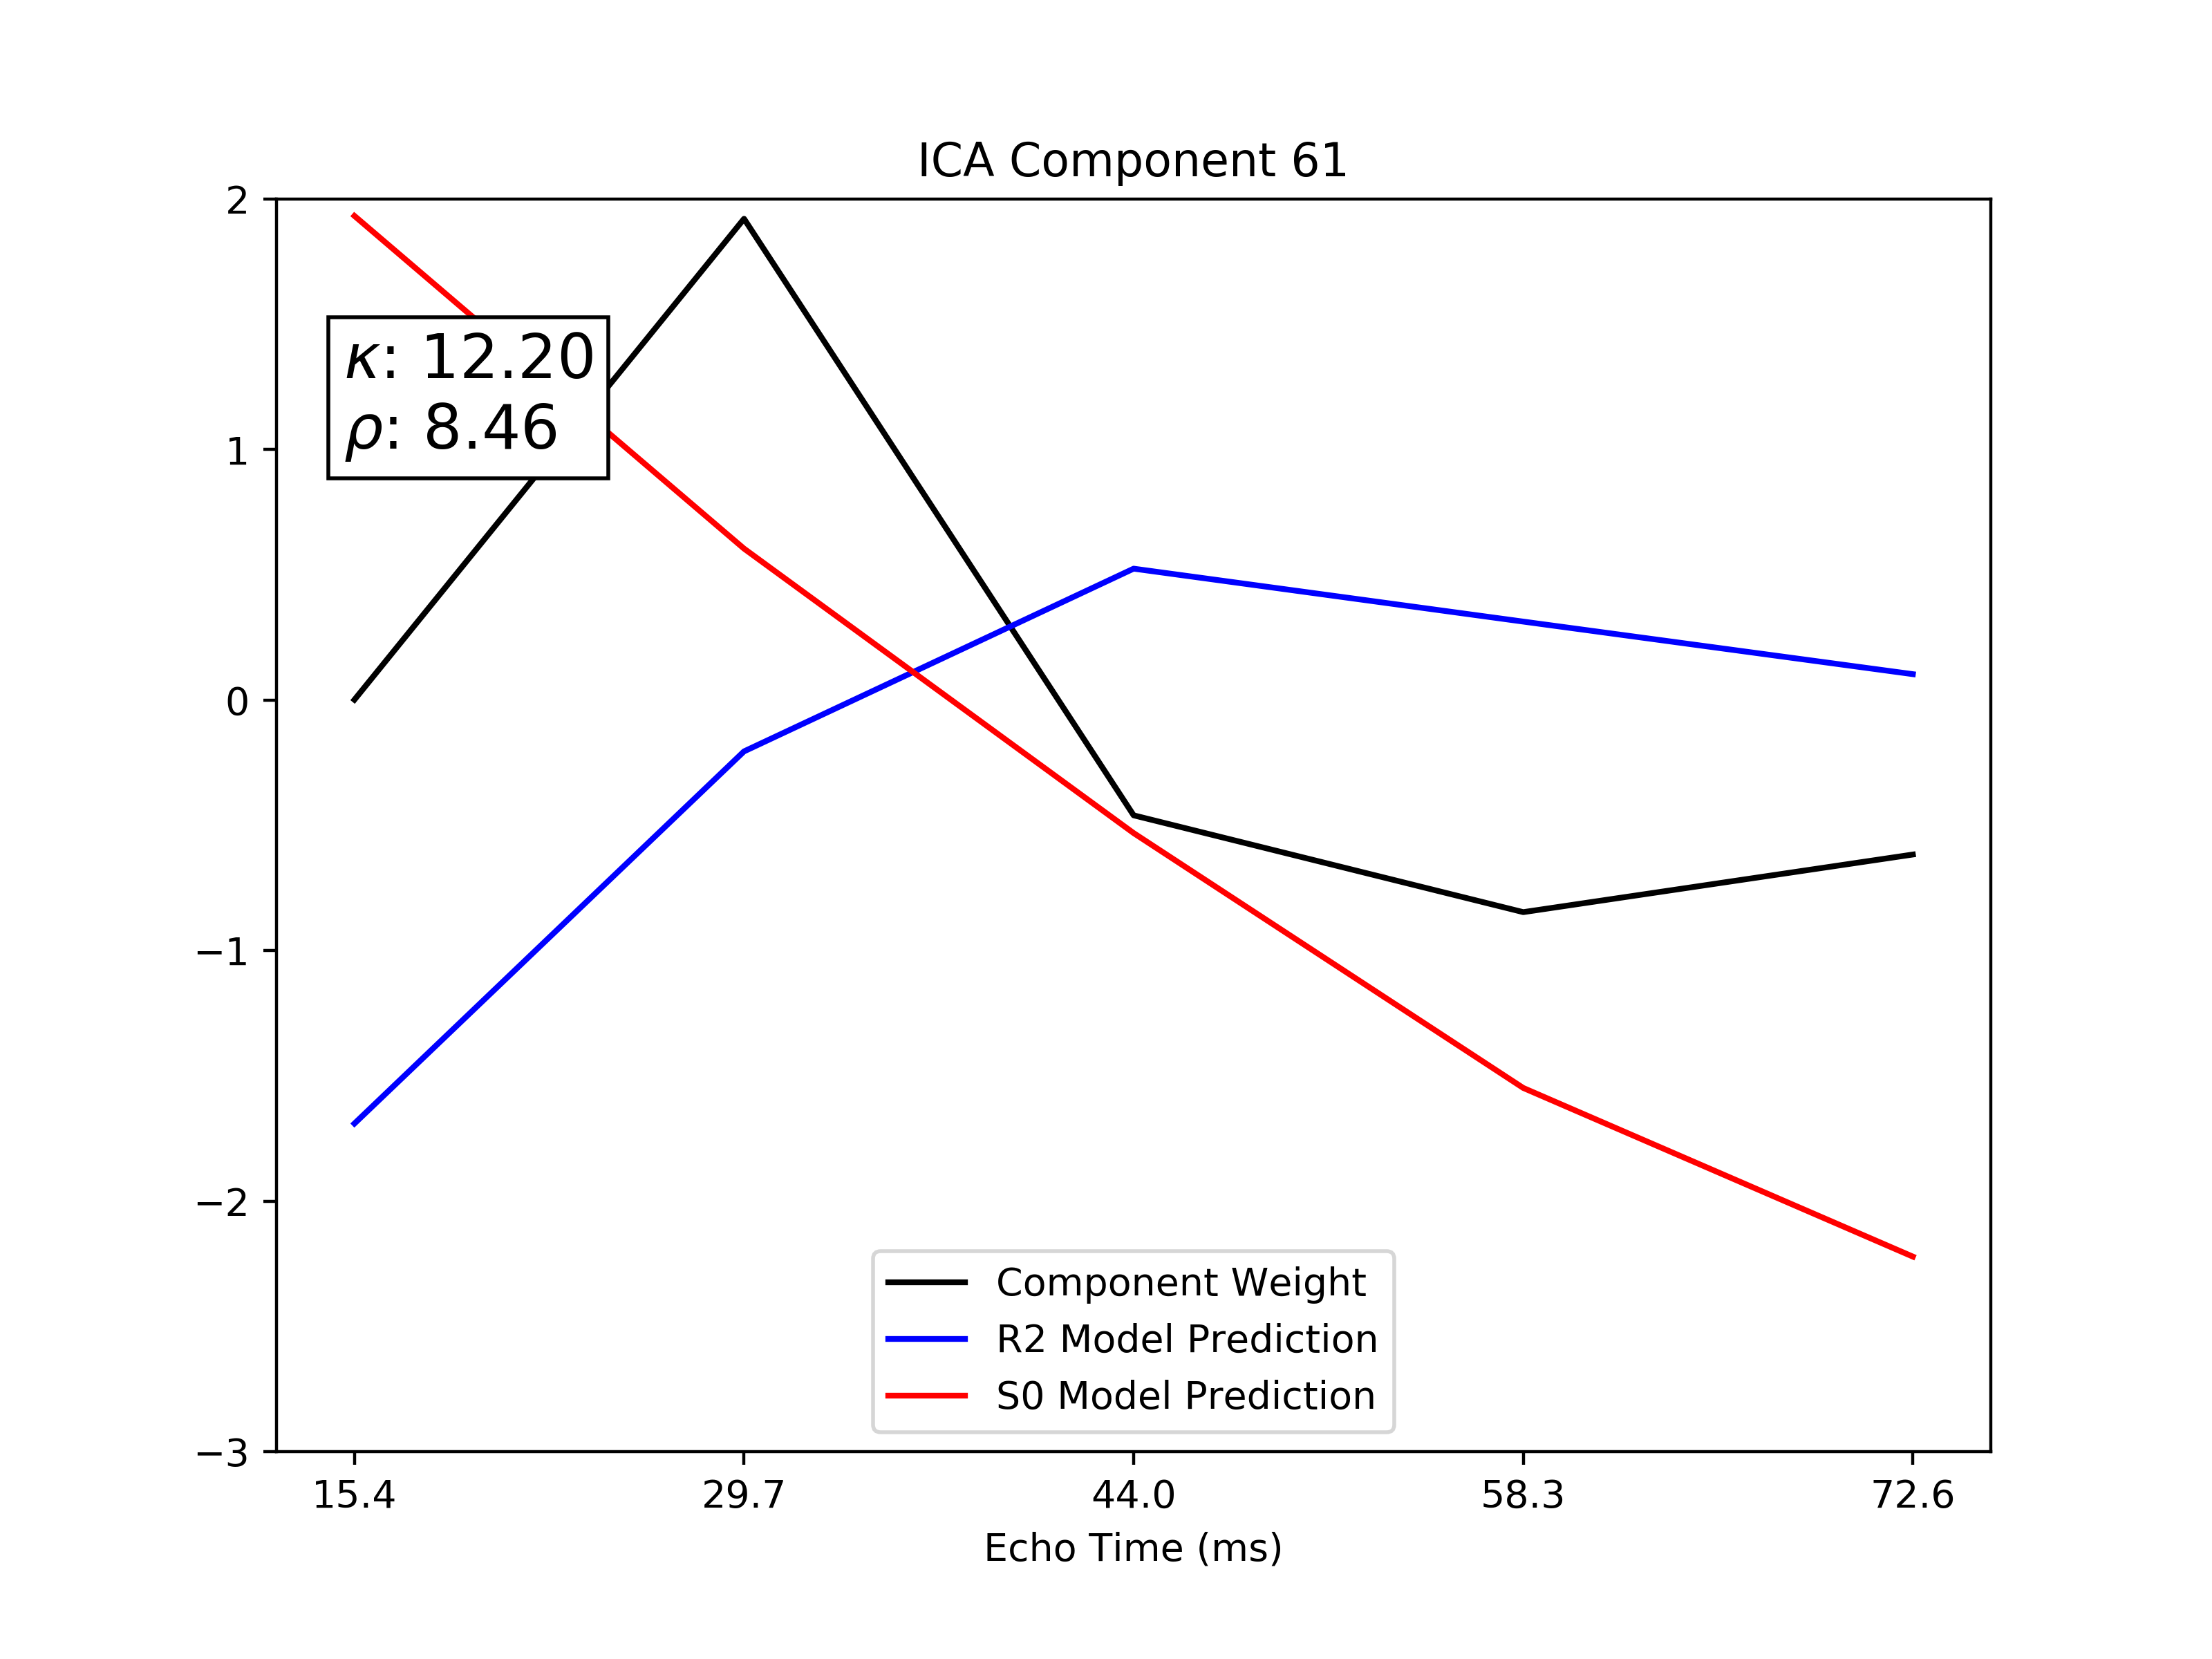 ICA Component 61
2
1
0
−1
−2
−3
κ: 12.20
ρ: 8.46
Component Weight
R2 Model Prediction
S0 Model Prediction
15.4 29.7 44.0 58.3 72.6
Echo Time (ms)